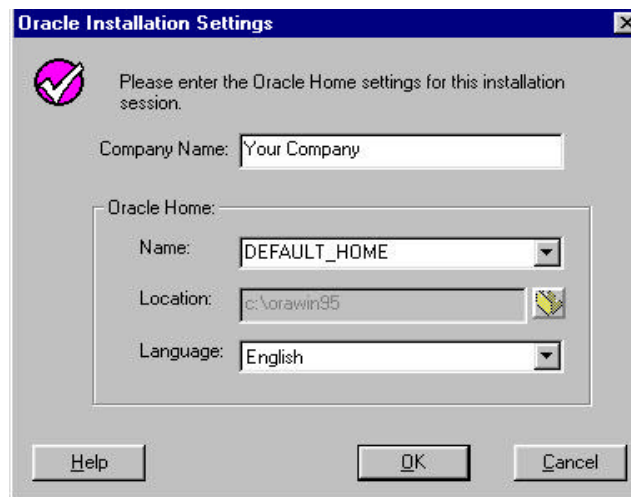 Oracle Installation Settings
Please enter the Oracle Home settings for this installation
session.
Company Name: Your Company
Oracle Home:
Name: DEFAULT_HOME
Location: c:\orawin95
Language: English
Help OK Cancel